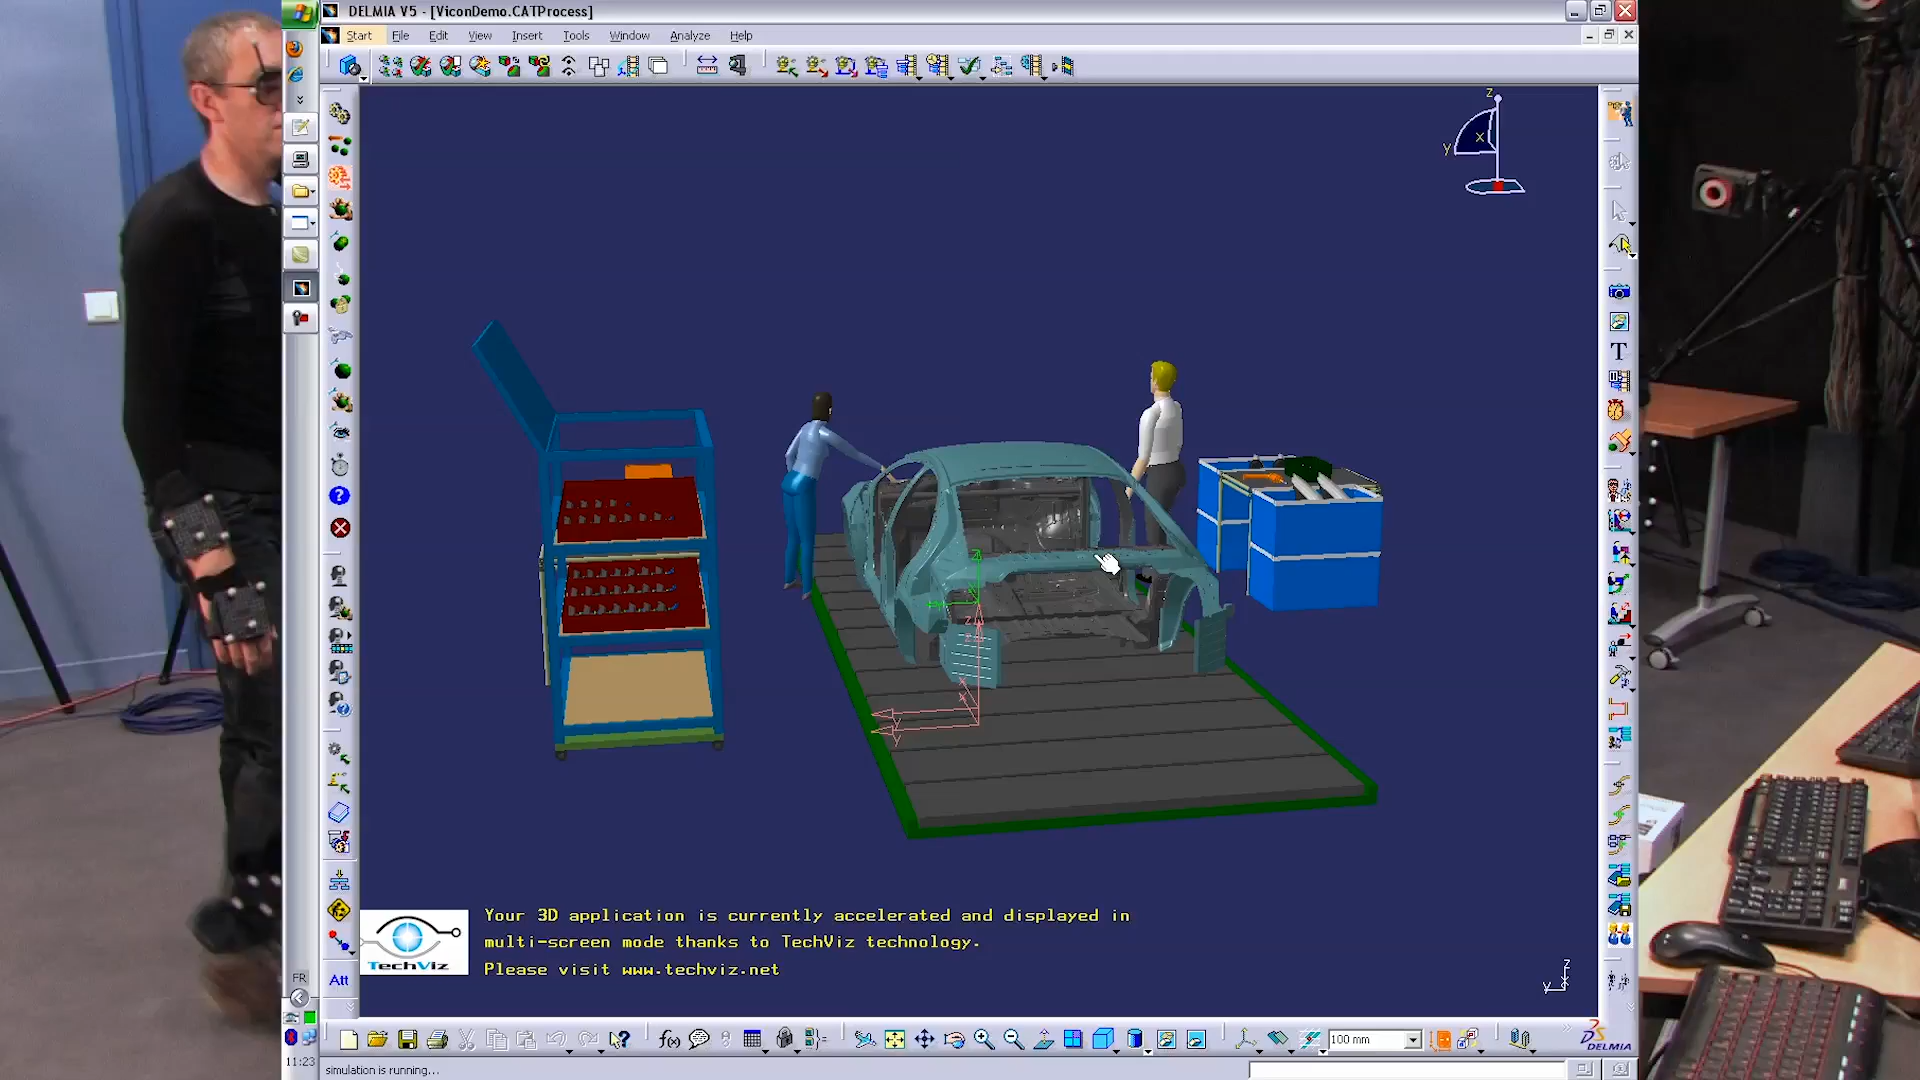 DELMIA V5 - [ViconDemo.CATProcess]
Start File Edit View Insert Tools Window Analyze Help
z
x
y
T
Your 3D application is currently accelerated and displayed in
multi-screen mode thanks to TechViz technology.
Please visit www.techviz.net
TechViz
FR
Att
z
y x
f(x)
100 mm
DELMIA
11:23
simulation is running...